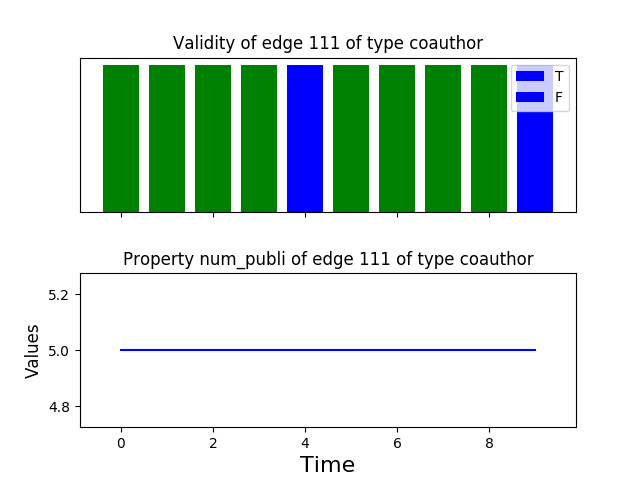 Validity of edge 111 of type coauthor
T
F
Property num_publi of edge 111 of type coauthor
5.2
5.0
4.8
Values
0 2 4 6 8
Time